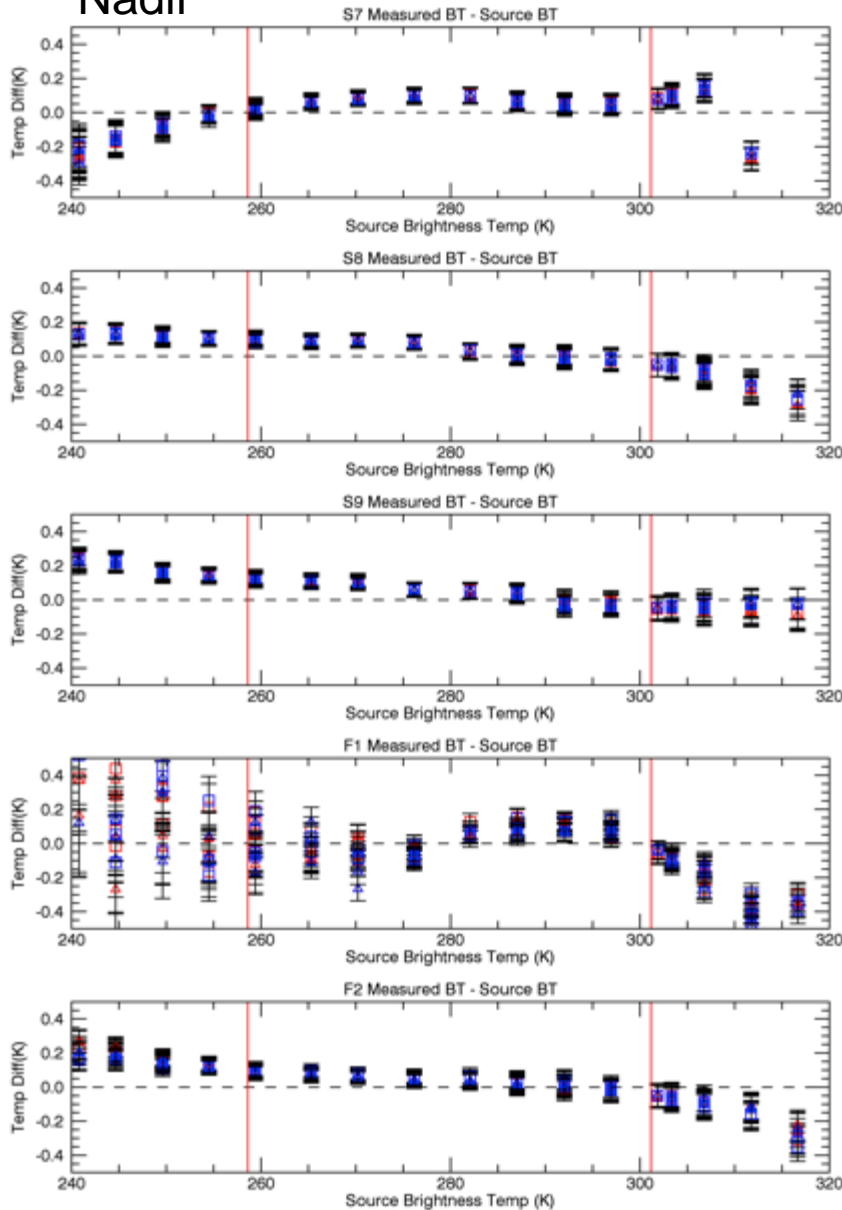 Nadir
S7 Measured BT - Source BT
Temp Diff(K)
0.4
0.2
0.0
-0.2
-0.4
240 260 280 300 320
Source Brightness Temp (K)
S8 Measured BT - Source BT
Temp Diff(K)
0.4
0.2
0.0
-0.2
-0.4
240 260 280 300 320
Source Brightness Temp (K)
S9 Measured BT - Source BT
Temp Diff(K)
0.4
0.2
0.0
-0.2
-0.4
240 260 280 300 320
Source Brightness Temp (K)
F1 Measured BT - Source BT
Temp Diff(K)
0.4
0.2
0.0
-0.2
-0.4
240 260 280 300 320
Source Brightness Temp (K)
F2 Measured BT - Source BT
Temp Diff(K)
0.4
0.2
0.0
-0.2
-0.4
240 260 280 300 320
Source Brightness Temp (K)